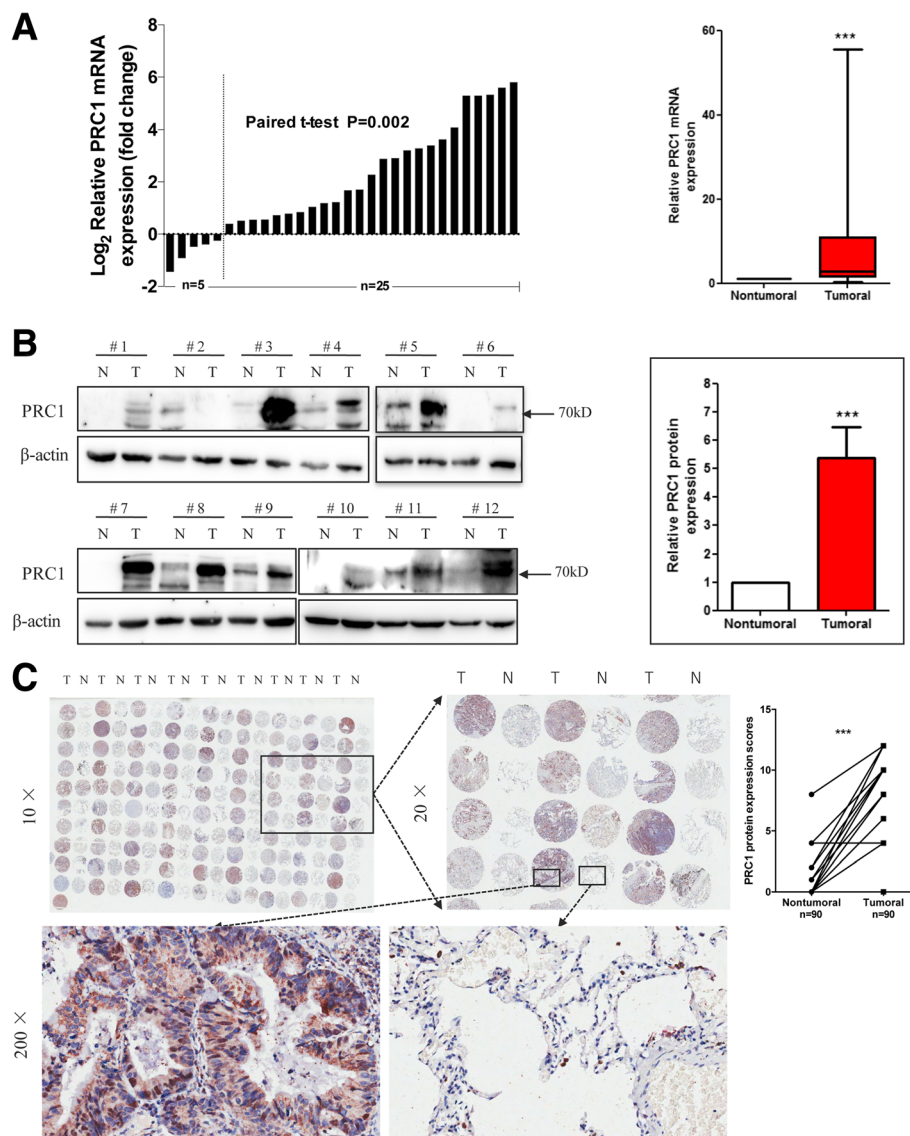 A
8
6
4
2
0
-2
Log2 Relative PRC1 mRNA
expression (fold change)
Paired t-test P=0.002
n=5
n=25
60
40
20
0
Relative PRC1 mRNA
expression
***
Nontumoral
Tumoral
B
#1 #2 #3 #4 #5 #6
N T N T N T N T N T N T
PRC1
70kD
β-actin
#7 #8 #9 #10 #11 #12
N T N T N T N T N T N T
PRC1
70kD
β-actin
8
7
6
5
4
3
2
1
0
Relative PRC1 protein
expression
***
Nontumoral
Tumoral
C
T N T N T N T N T N T N T N T N T N
10 ×
T N T N T N
20 ×
15
10
5
0
PRC1 protein expression scores
***
Nontumoral
n=90
Tumoral
n=90
200 ×